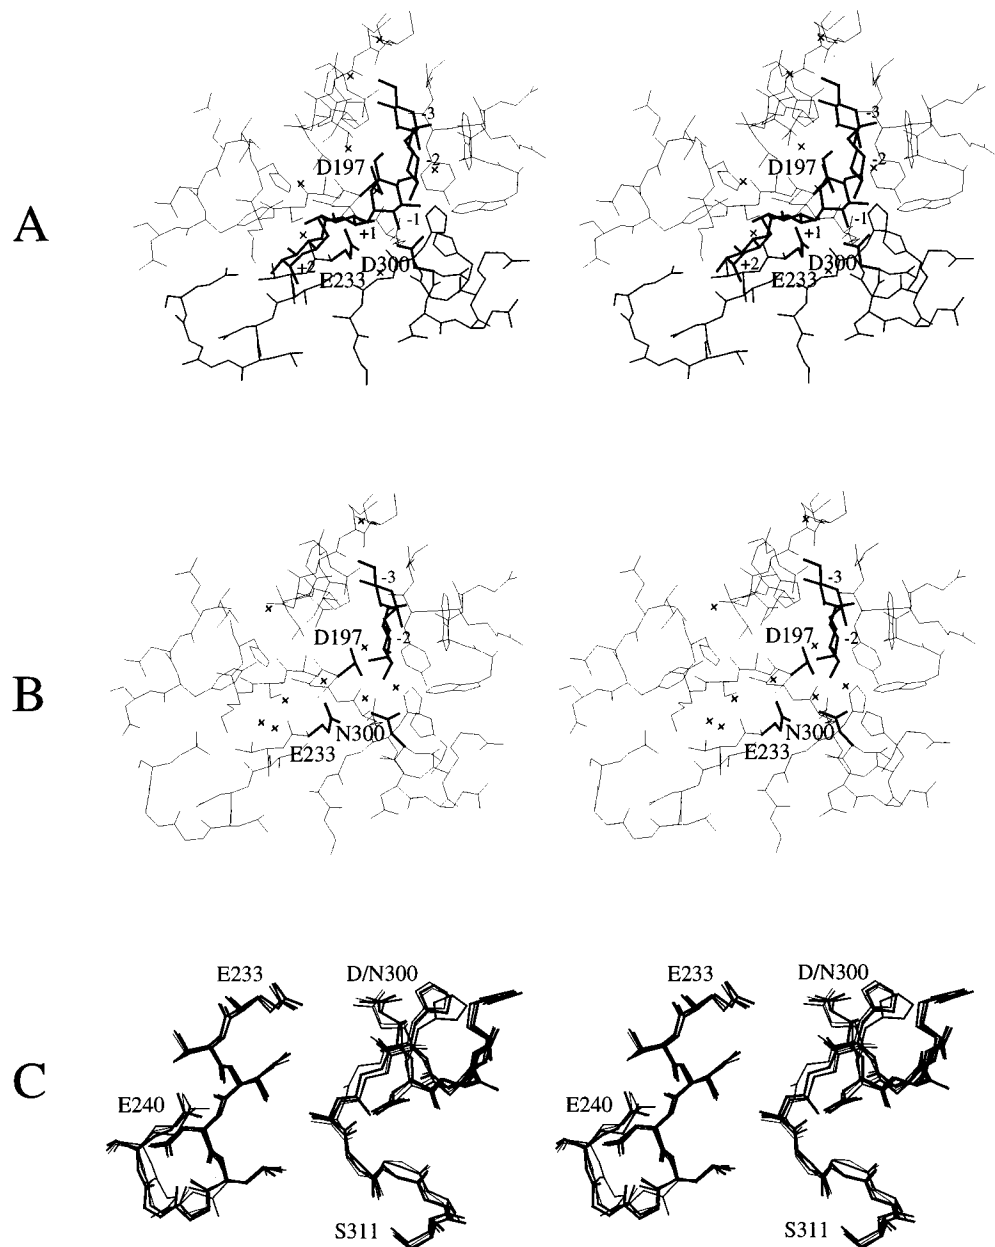 A
-3
-2
D197
-1
+1
+2
D300
E233
-3
-2
D197
-1
+1
+2
D300
E233
B
-3
D197
-2
N300
E233
-3
D197
-2
N300
E233
C
E233
D/N300
E240
S311
E233
D/N300
E240
S311